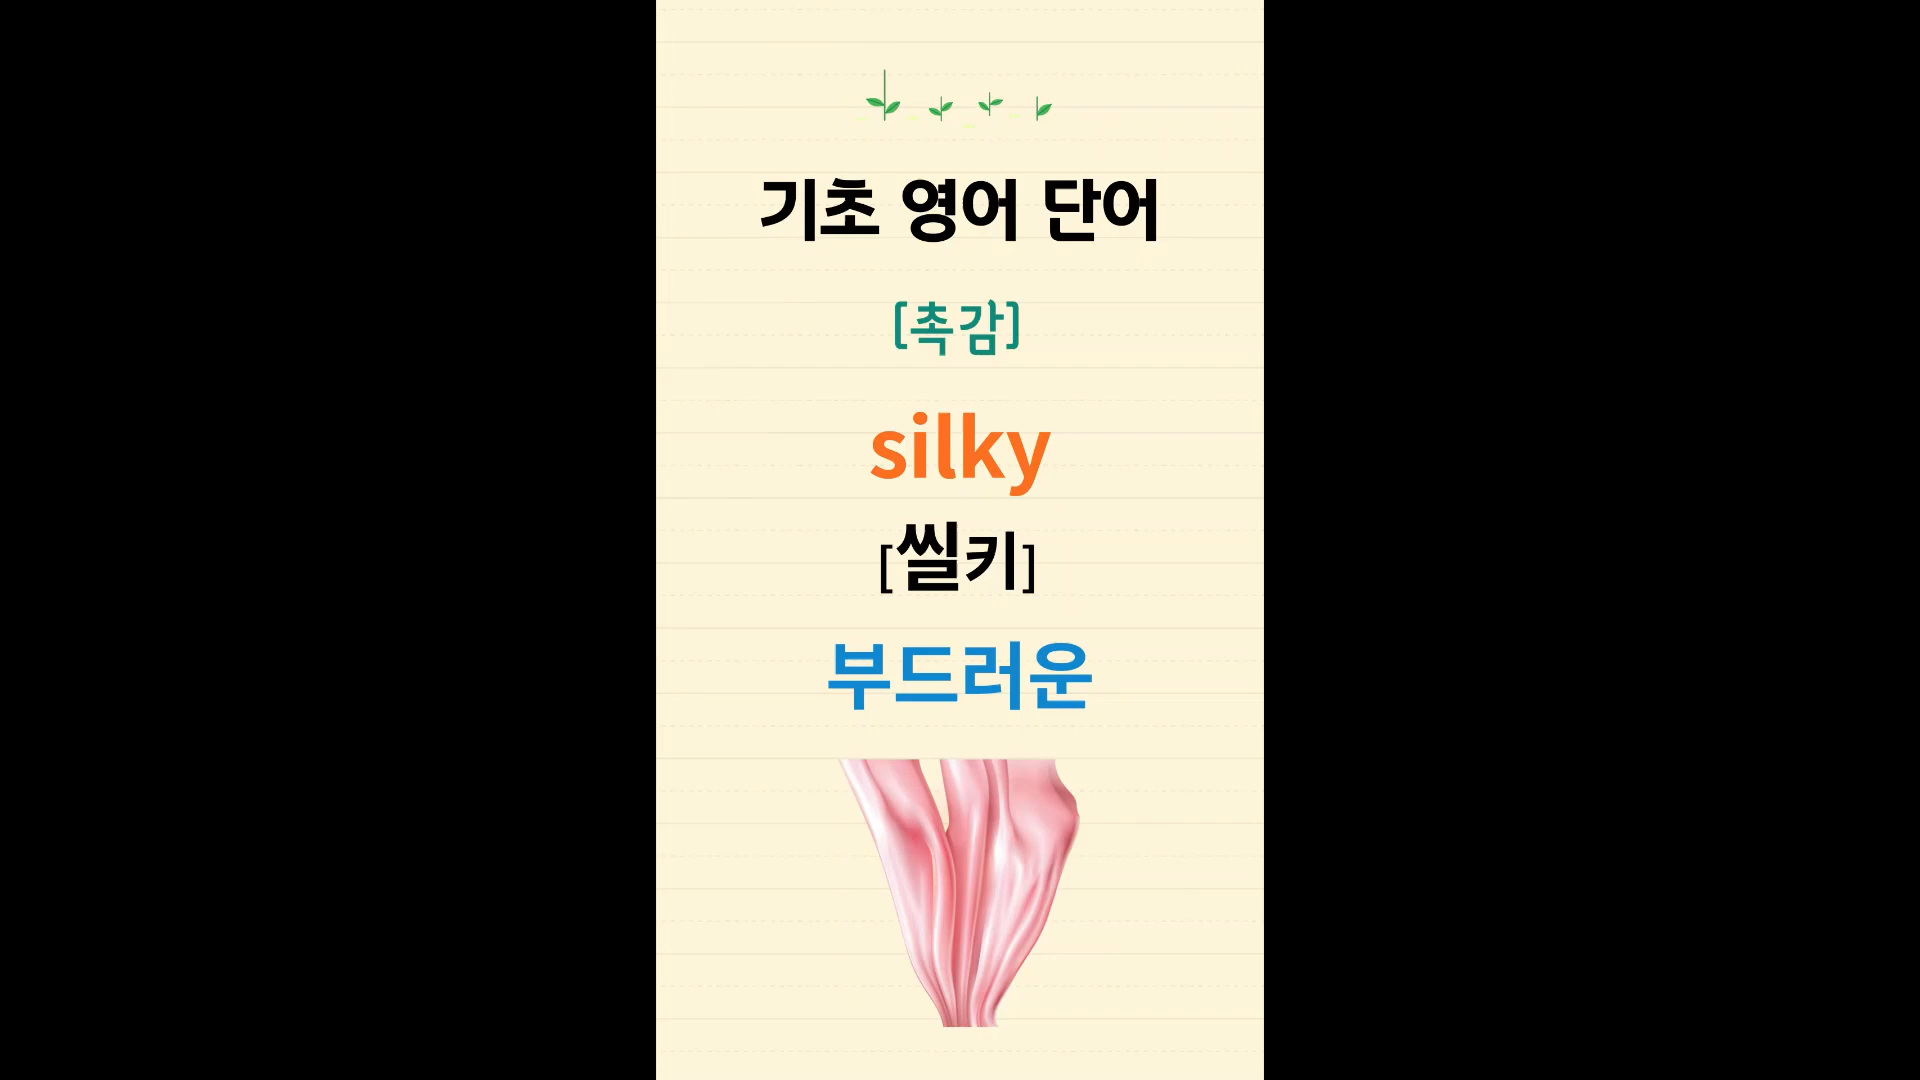 기초 영어 단어
[촉감]
silky
[씰키]
부드러운